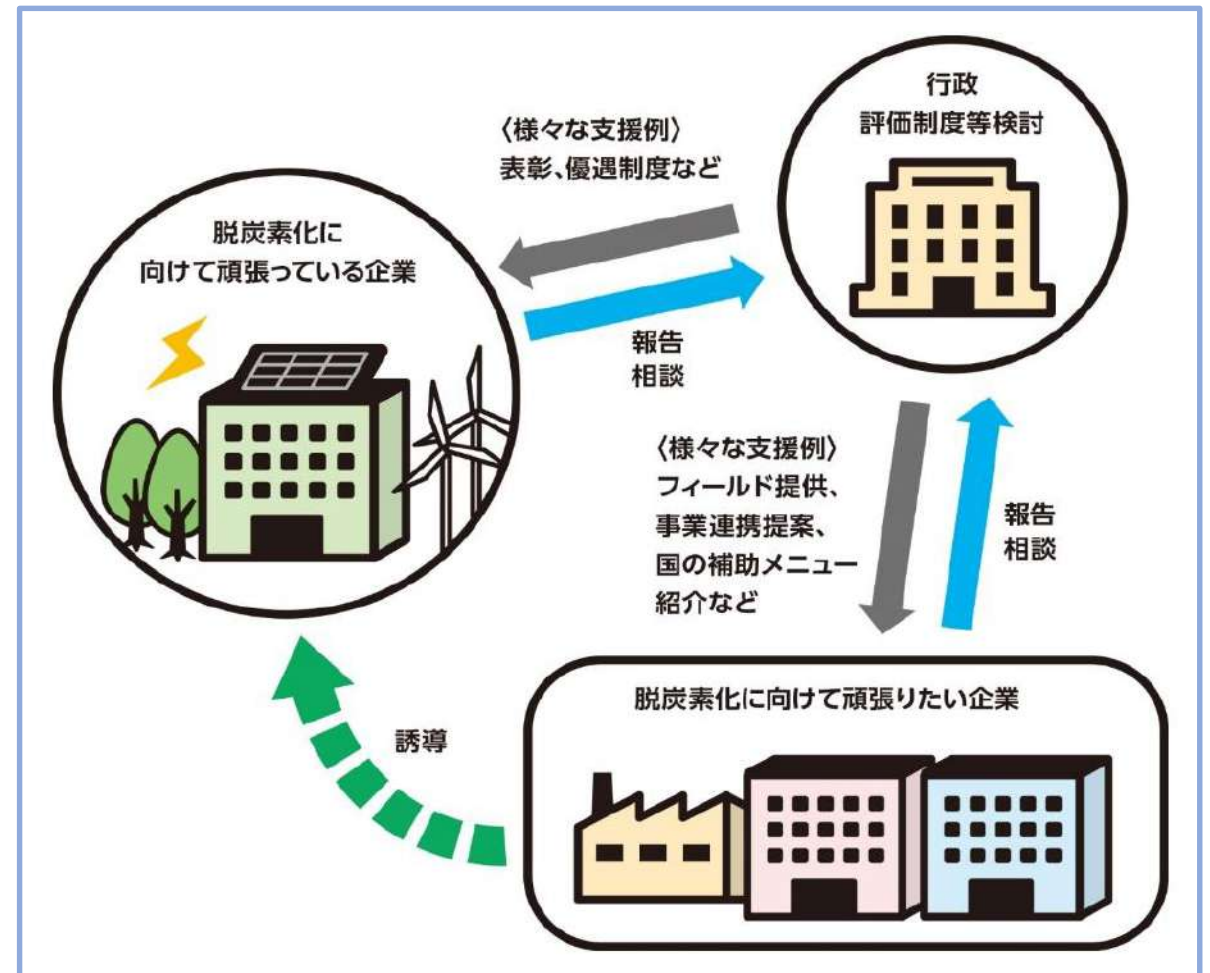 行政
評価制度等検討
〈様々な支援例〉
表彰、優遇制度など
脱炭素化に
向けて頑張っている企業
報告
相談
〈様々な支援例〉
フィールド提供、
事業連携提案、
国の補助メニュー
紹介など
報告
相談
脱炭素化に向けて頑張りたい企業
誘導